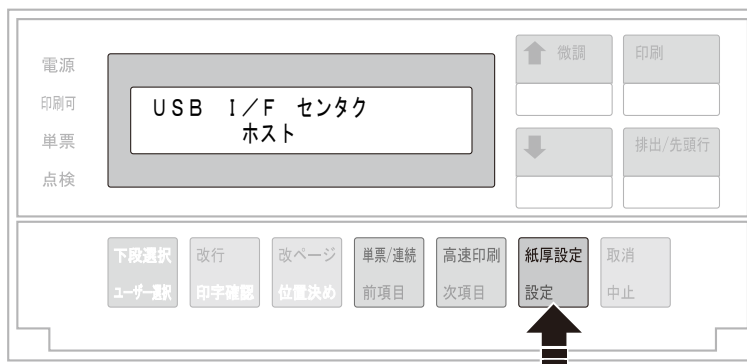 電源
印刷可
単票
点検
USB I/F センタク
ホスト
微調
印刷
排出/先頭行
下段選択
ユーザー選択
改行
印字確認
改ページ
位置決め
単票/連続
前項目
高速印刷
次項目
紙厚設定
設定
取消
中止